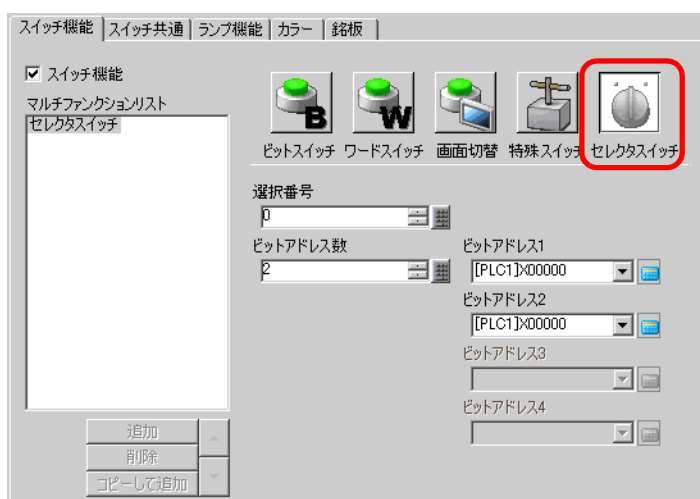 スイッチ機能 スイッチ共通 ランプ機能 カラー 銘板
スイッチ機能
マルチファンクションリスト
セレクタスイッチ
B W
ビットスイッチ ワードスイッチ 画面切替 特殊スイッチ セレクタスイッチ
選択番号
0
ビットアドレス数
2
ビットアドレス1
[PLC1]X00000
ビットアドレス2
[PLC1]X00000
ビットアドレス3
ビットアドレス4
追加
削除
コピーして追加